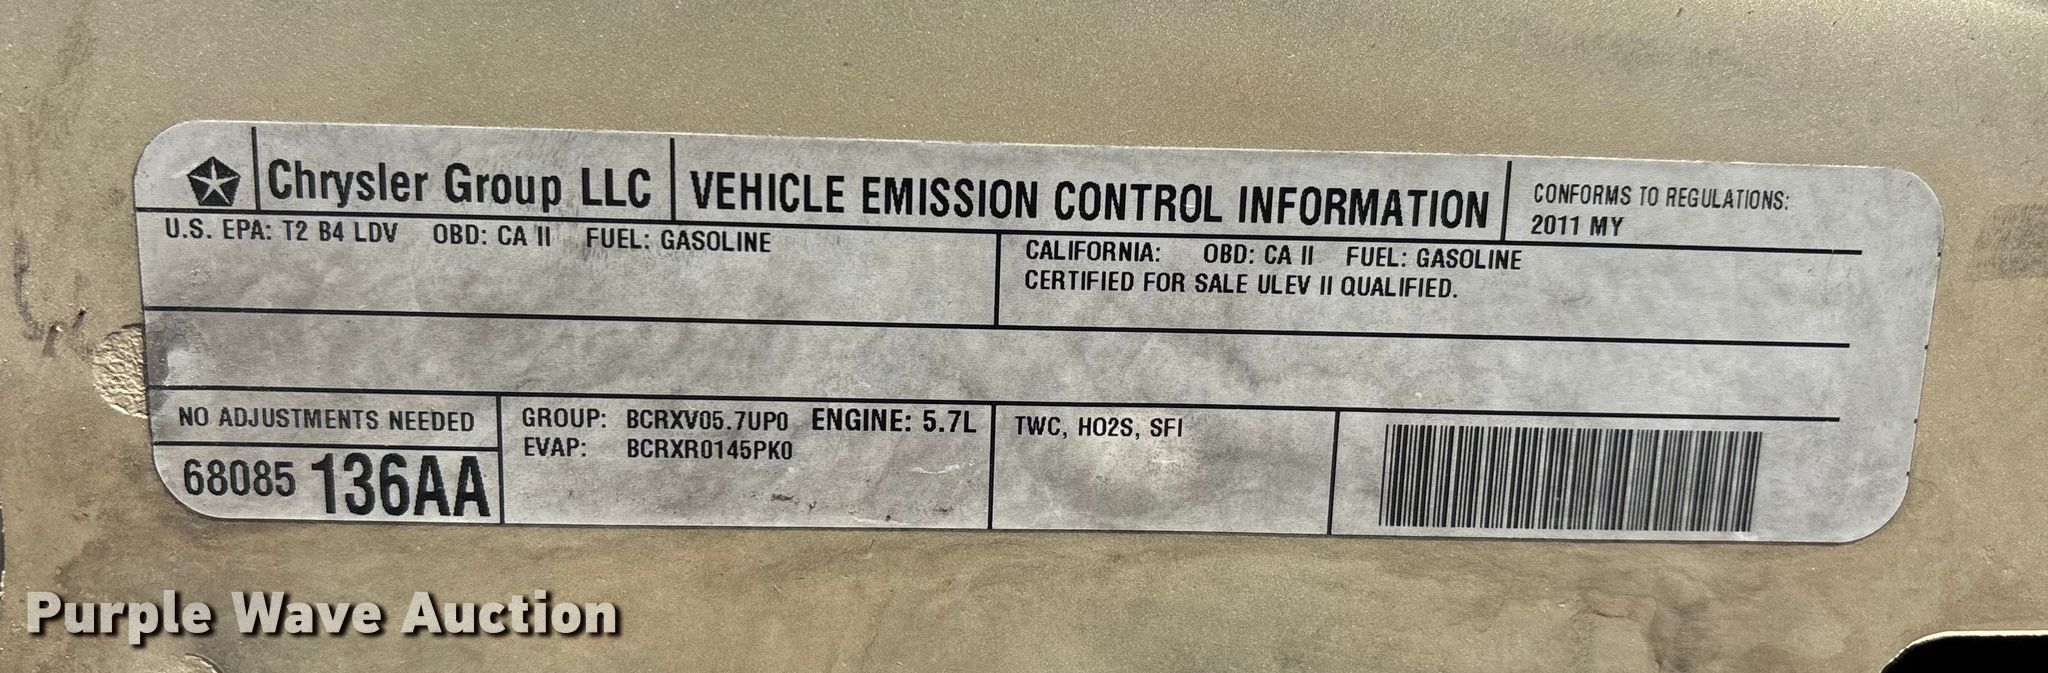 Chrysler Group LLC
VEHICLE EMISSION CONTROL INFORMATION
CONFORMS TO REGULATIONS:
2011 MY
U.S. EPA: T2 B4 LDV OBD: CA II FUEL: GASOLINE
CALIFORNIA: OBD: CA II FUEL: GASOLINE
CERTIFIED FOR SALE ULEV II QUALIFIED.
NO ADJUSTMENTS NEEDED
68085 136AA
GROUP: BCRXV05.7UP0 ENGINE: 5.7L
EVAP: BCRXR0145PK0
TWC, HO2S, SFI
Purple Wave Auction